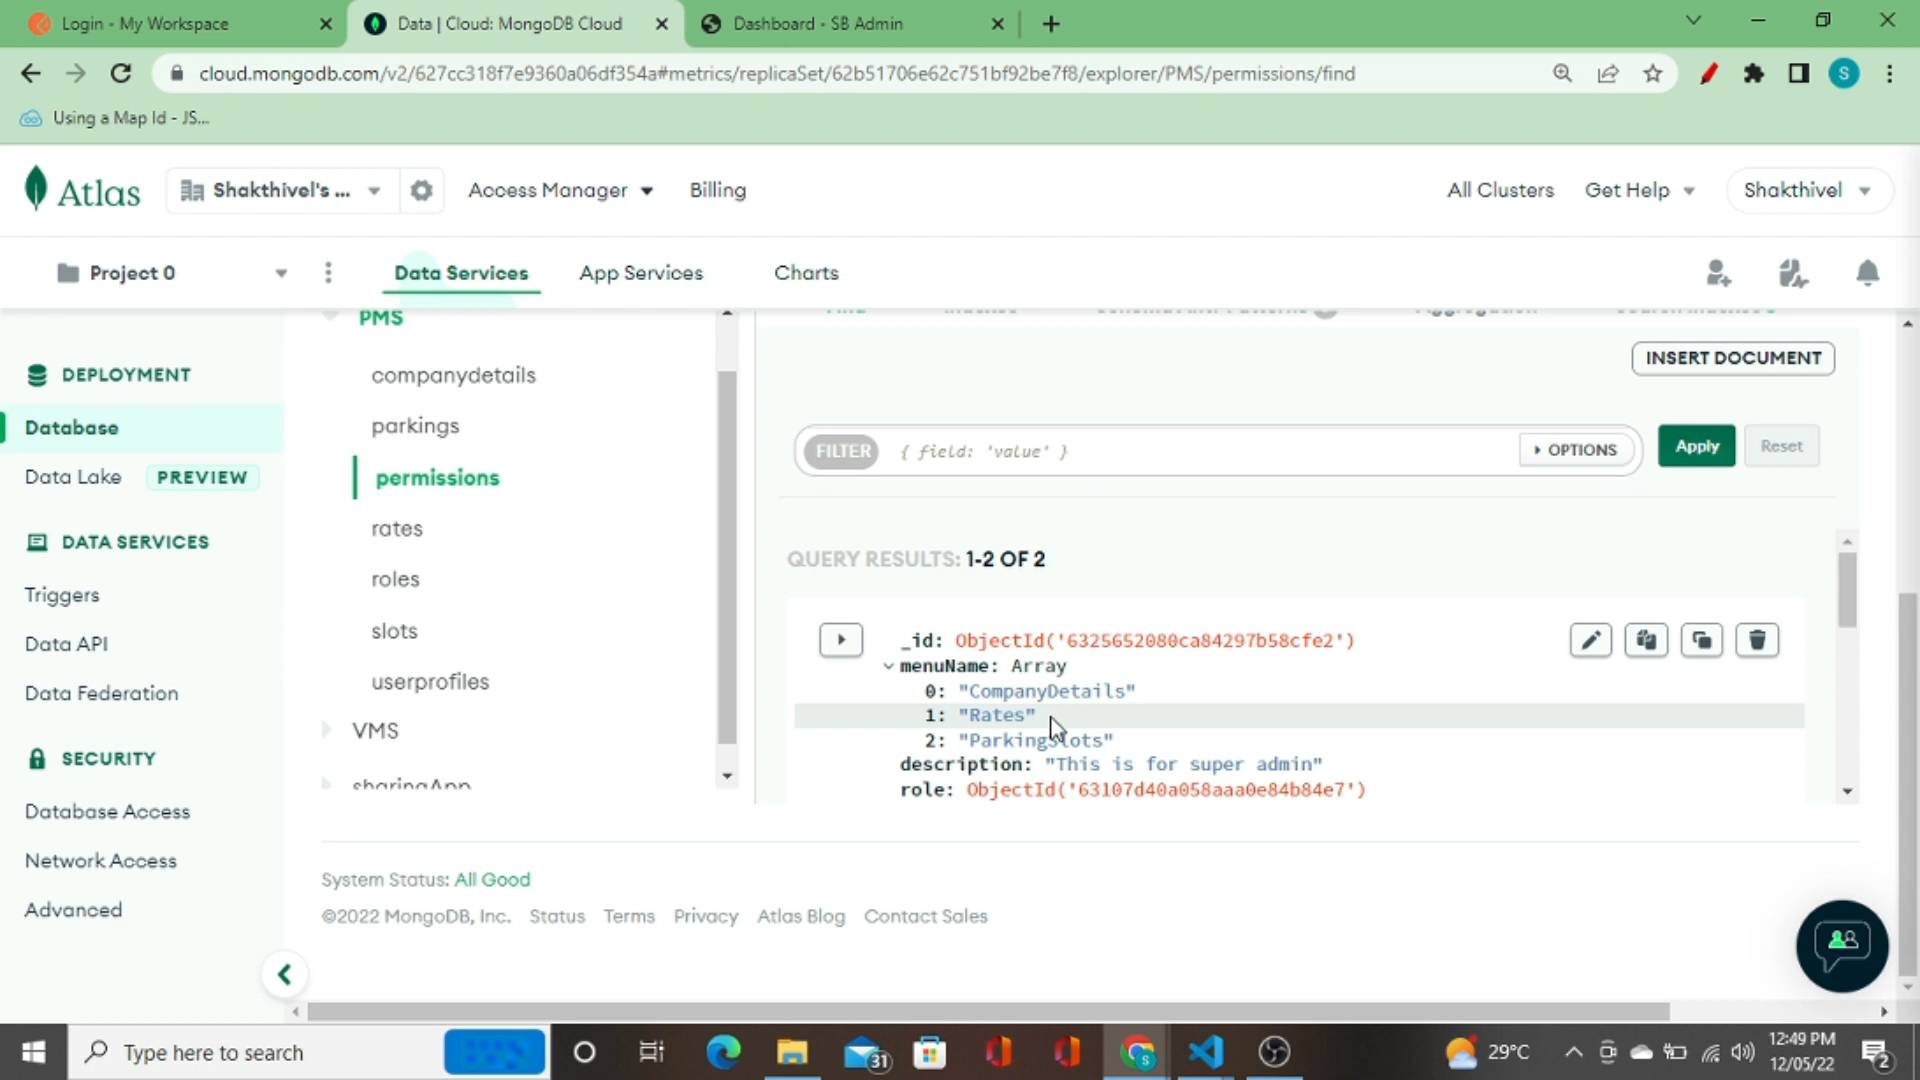 Login - My Workspace
Data | Cloud: MongoDB Cloud
Dashboard - SB Admin
cloud.mongodb.com/v2/627cc318f7e9360a06df354a#metrics/replicaSet/62b51706e62c751bf92be7f8/explorer/PMS/permissions/find
S
Using a Map Id - JS...
Atlas
Shakthivel's ...
Access Manager
Billing
All Clusters
Get Help
Shakthivel
Project 0
Data Services
App Services
Charts
DEPLOYMENT
Database
Data Lake PREVIEW
DATA SERVICES
Triggers
Data API
Data Federation
SECURITY
Database Access
Network Access
Advanced
PMS
companydetails
parkings
permissions
rates
roles
slots
userprofiles
VMS
sharingApp
INSERT DOCUMENT
FILTER { field: 'value' }
OPTIONS
Apply
Reset
QUERY RESULTS: 1-2 OF 2
_id: ObjectId('6325652080ca84297b58cfe2')
menuName: Array
0: "CompanyDetails"
1: "Rates"
2: "ParkingSlots"
description: "This is for super admin"
role: ObjectId('63107d40a058aaa0e84b84e7')
System Status: All Good
©2022 MongoDB, Inc. Status Terms Privacy Atlas Blog Contact Sales
Type here to search
31
S
29°C
12:49 PM
12/05/22
2